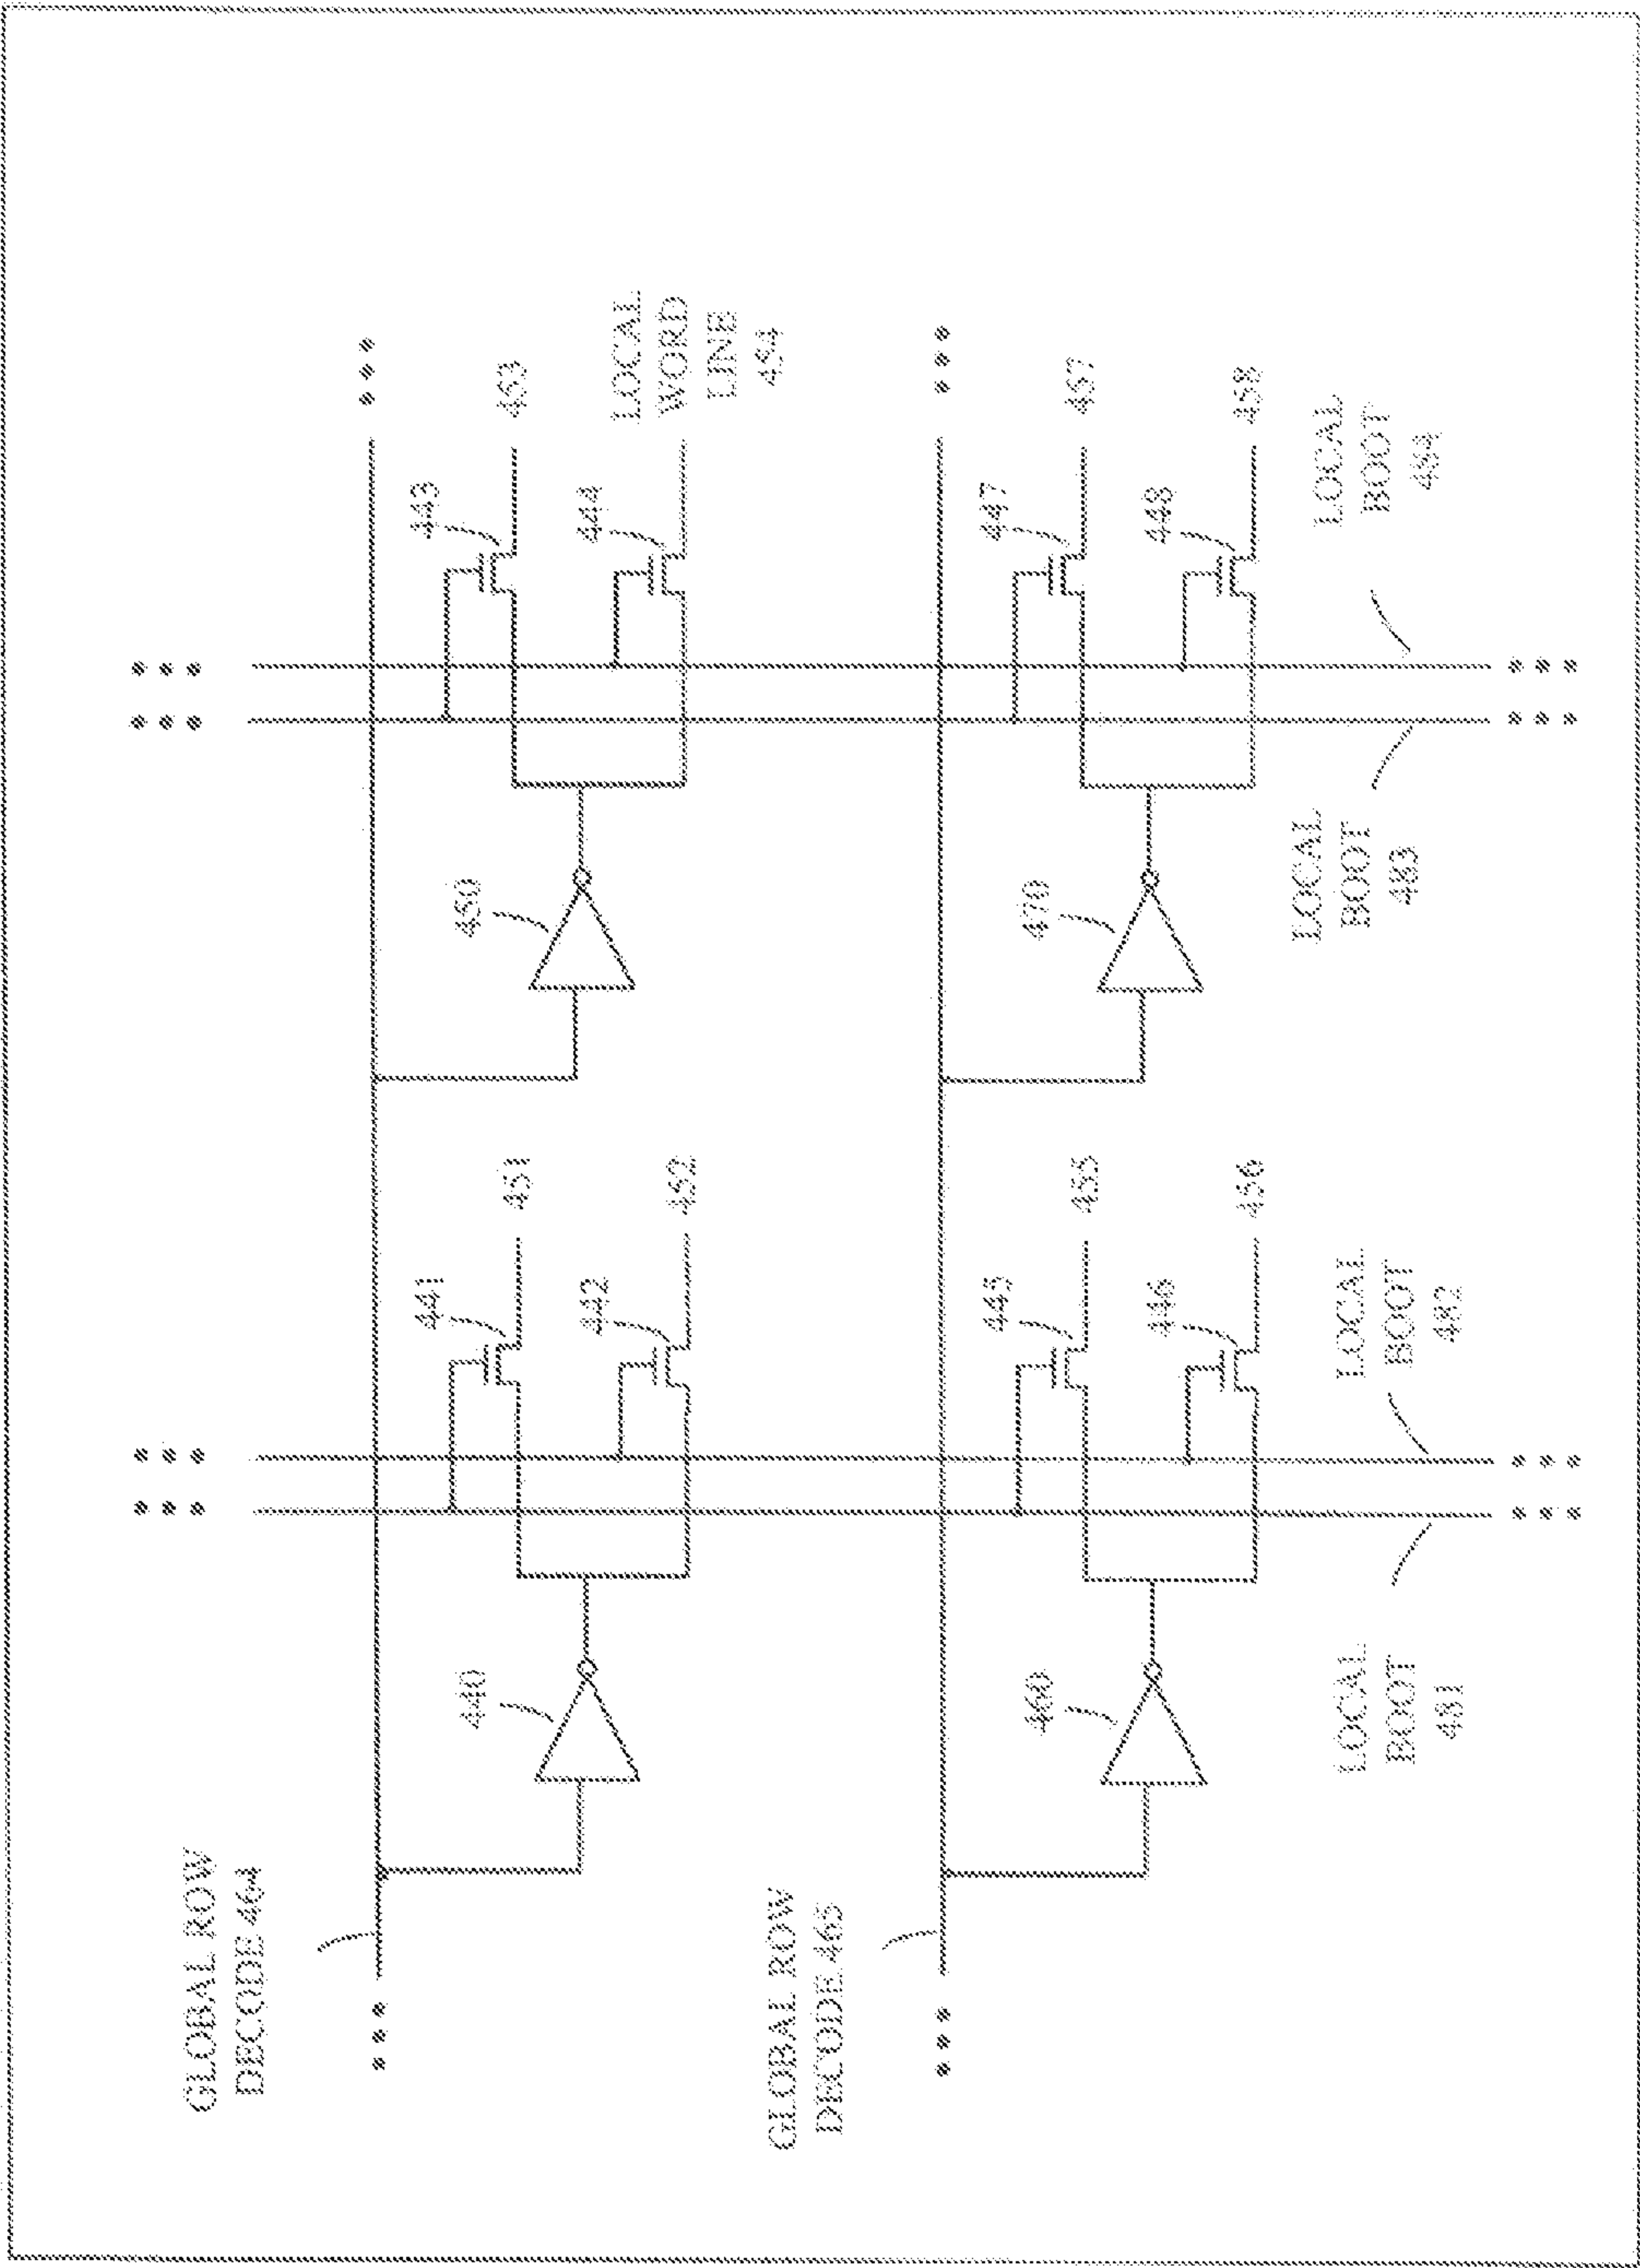 GLOBAL ROW
DECODE 464
440
441
451
442
452
450
443
453
444
LOCAL
WORD
LINE
454
GLOBAL ROW
DECODE 465
460
445
455
446
456
470
447
457
448
458
LOCAL
BOOT
481
LOCAL
BOOT
482
LOCAL
BOOT
483
LOCAL
BOOT
484